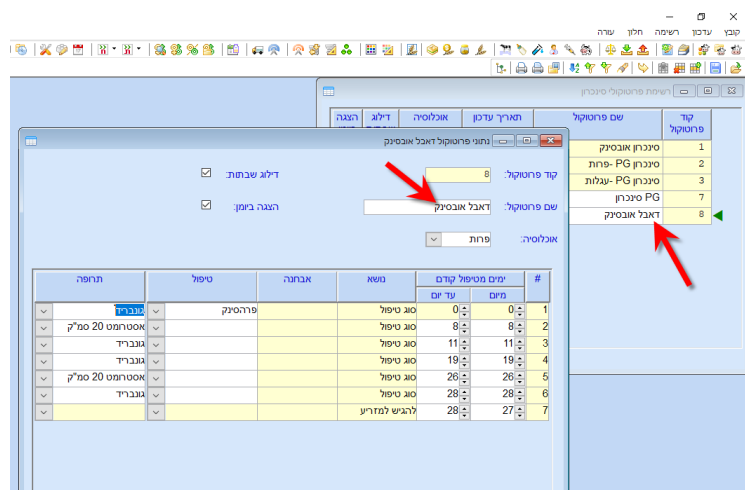 קובץ עדכון רשימה חלון עזרה
רשימת פרוטוקולי סינכרון
קוד פרוטוקול שם פרוטוקול תאריך עדכון אוכלוסיה דילוג הצגה
1 סינכרון אובסינק
2 סינכרון PG -פרות
3 סינכרון PG -עגלות
7 PG סינכרון
8 דאבל אובסינק
נתוני פרוטוקול דאבל אובסינק
קוד פרוטוקול: 8 דילוג שבתות:
שם פרוטוקול: דאבל אובסינק הצגה ביומן:
אוכלוסיה: פרות
# ימים מטיפול קודם נושא אבחנה טיפול תרופה
מיום עד יום
1 0 0 סוג טיפול פרהסינק גונבריד
2 8 8 סוג טיפול אסטרומט 20 סמ"ק
3 11 11 סוג טיפול גונבריד
4 19 19 סוג טיפול גונבריד
5 26 26 סוג טיפול אסטרומט 20 סמ"ק
6 28 28 סוג טיפול גונבריד
7 27 28 להגיש למזריע